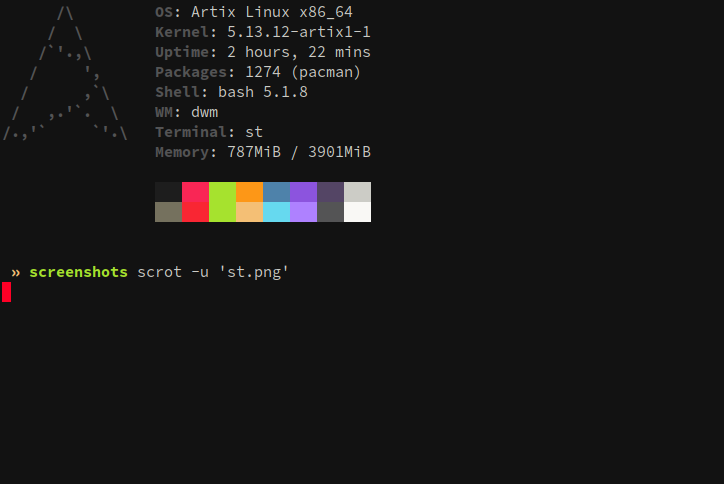 OS: Artix Linux x86_64
Kernel: 5.13.12-artix1-1
Uptime: 2 hours, 22 mins
Packages: 1274 (pacman)
Shell: bash 5.1.8
WM: dwm
Terminal: st
Memory: 787MiB / 3901MiB
» screenshots scrot -u 'st.png'